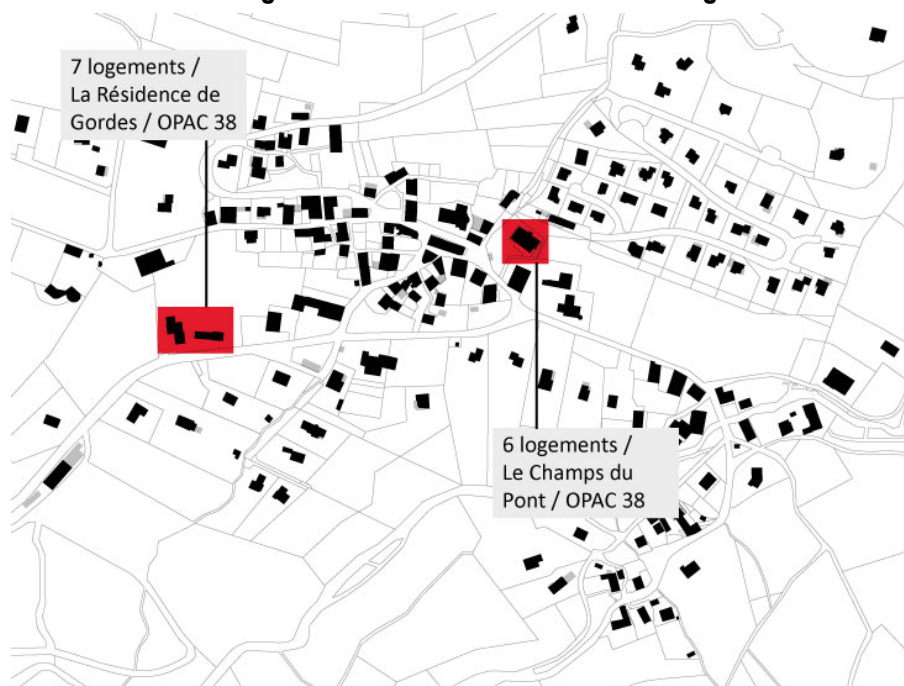 7 logements /
La Résidence de
Gordes / OPAC 38
6 logements /
Le Champs du
Pont / OPAC 38